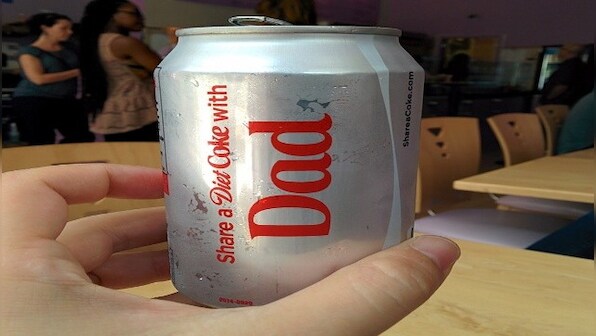 Share a Diet Coke with
Dad
ShareaCoke.com